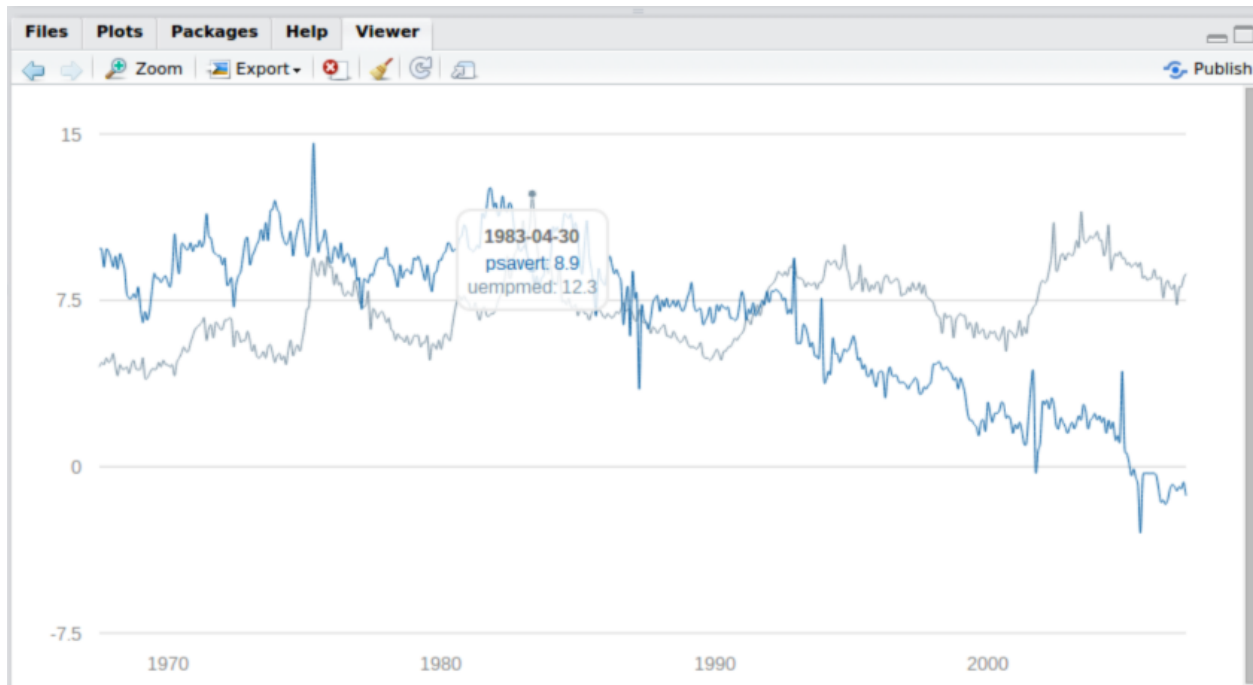 Files Plots Packages Help Viewer
Zoom Export Publish
15
7.5
0
-7.5
1983-04-30
psavert: 8.9
uempmed: 12.3
1970 1980 1990 2000